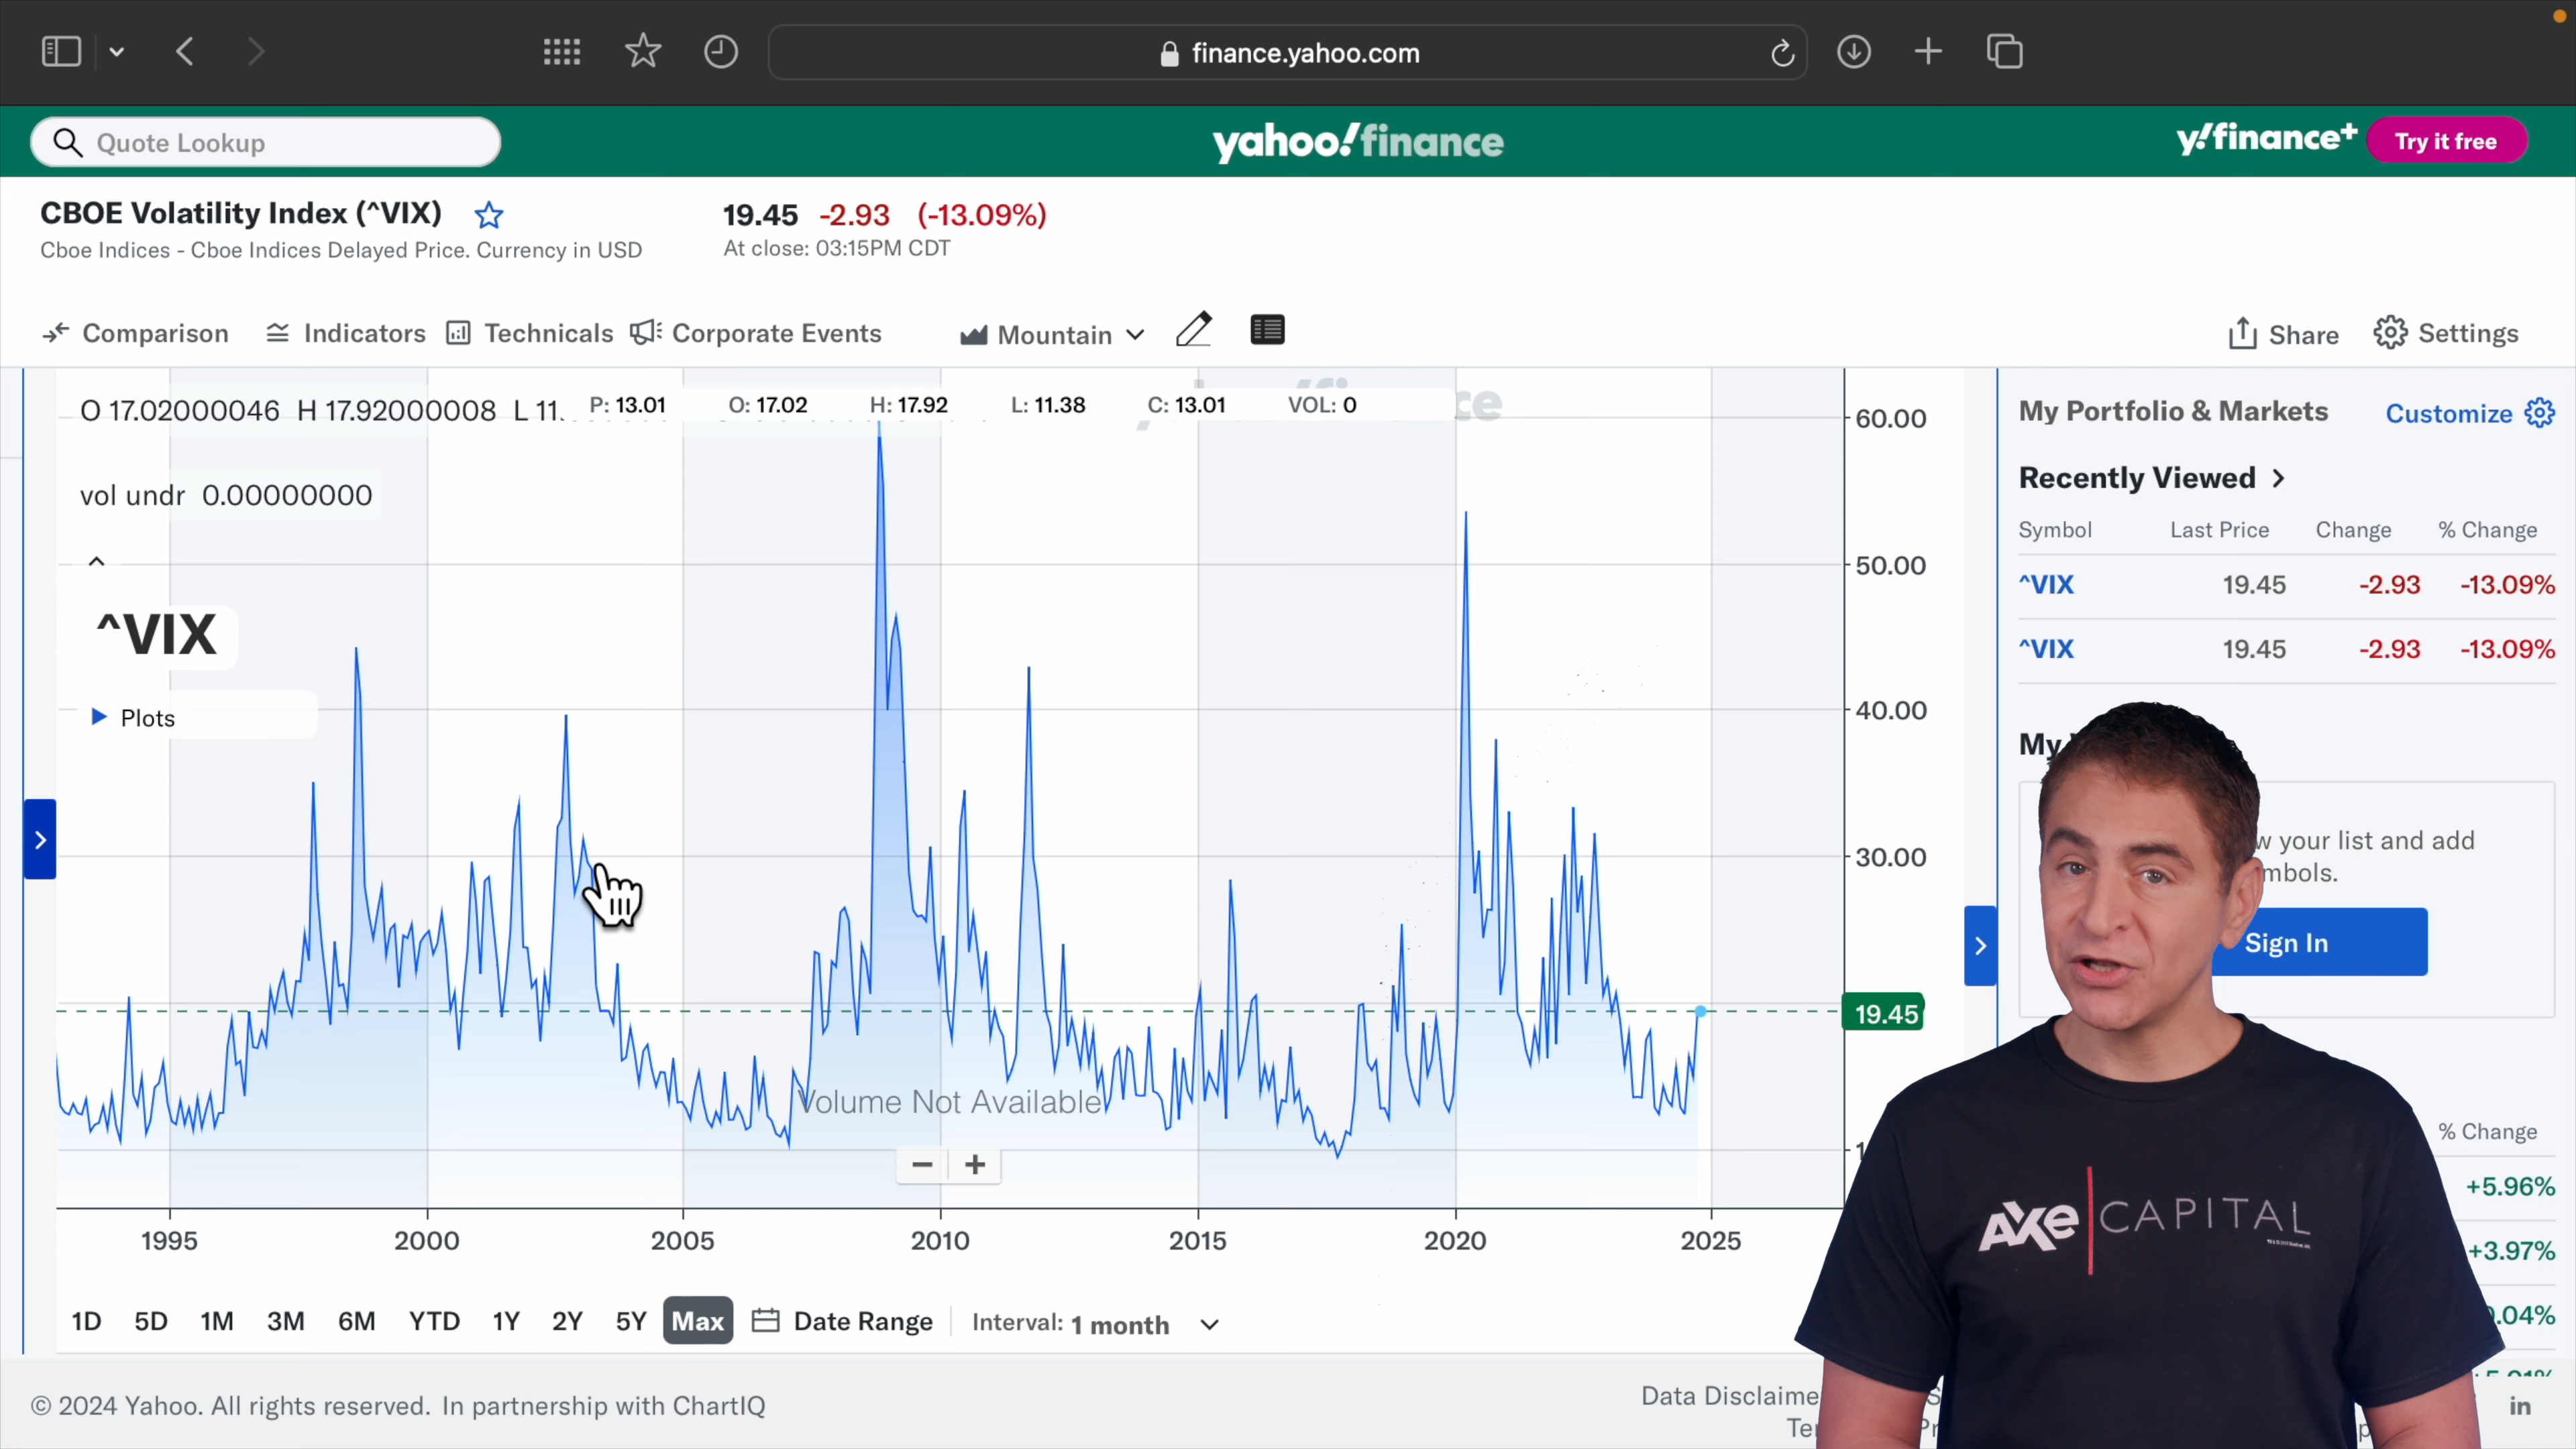 finance.yahoo.com
Quote Lookup
yahoo!finance
y!finance+
Try it free
CBOE Volatility Index (^VIX)
19.45 -2.93 (-13.09%)
Cboe Indices - Cboe Indices Delayed Price. Currency in USD
At close: 03:15PM CDT
Comparison Indicators Technicals Corporate Events Mountain Share Settings
O 17.02000046 H 17.92000008 L 11.
P: 13.01 O: 17.02 H: 17.92 L: 11.38 C: 13.01 VOL: 0
vol undr 0.00000000
^VIX
Plots
60.00
50.00
40.00
30.00
19.45
Volume Not Available
− +
1995 2000 2005 2010 2015 2020 2025
1D 5D 1M 3M 6M YTD 1Y 2Y 5Y Max Date Range Interval: 1 month
My Portfolio & Markets Customize
Recently Viewed
Symbol Last Price Change % Change
^VIX 19.45 -2.93 -13.09%
^VIX 19.45 -2.93 -13.09%
My
your list and add
Sign In
% Change
+5.96%
+3.97%
AXE CAPITAL
© 2024 Yahoo. All rights reserved. In partnership with ChartIQ
Data
in